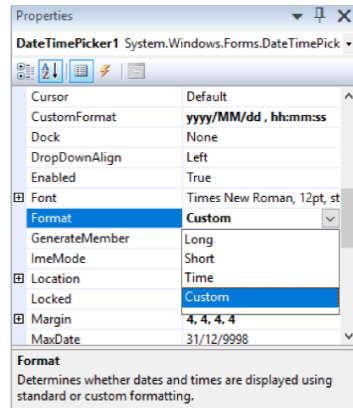 Properties
DateTimePicker1 System.Windows.Forms.DateTimePick
Cursor Default
CustomFormat yyyy/MM/dd , hh:mm:ss
Dock None
DropDownAlign Left
Enabled True
Font Times New Roman, 12pt, st
Format Custom
GenerateMember Long
ImeMode Short
Location Time
Locked Custom
Margin 4, 4, 4, 4
MaxDate 31/12/9998
Format
Determines whether dates and times are displayed using
standard or custom formatting.